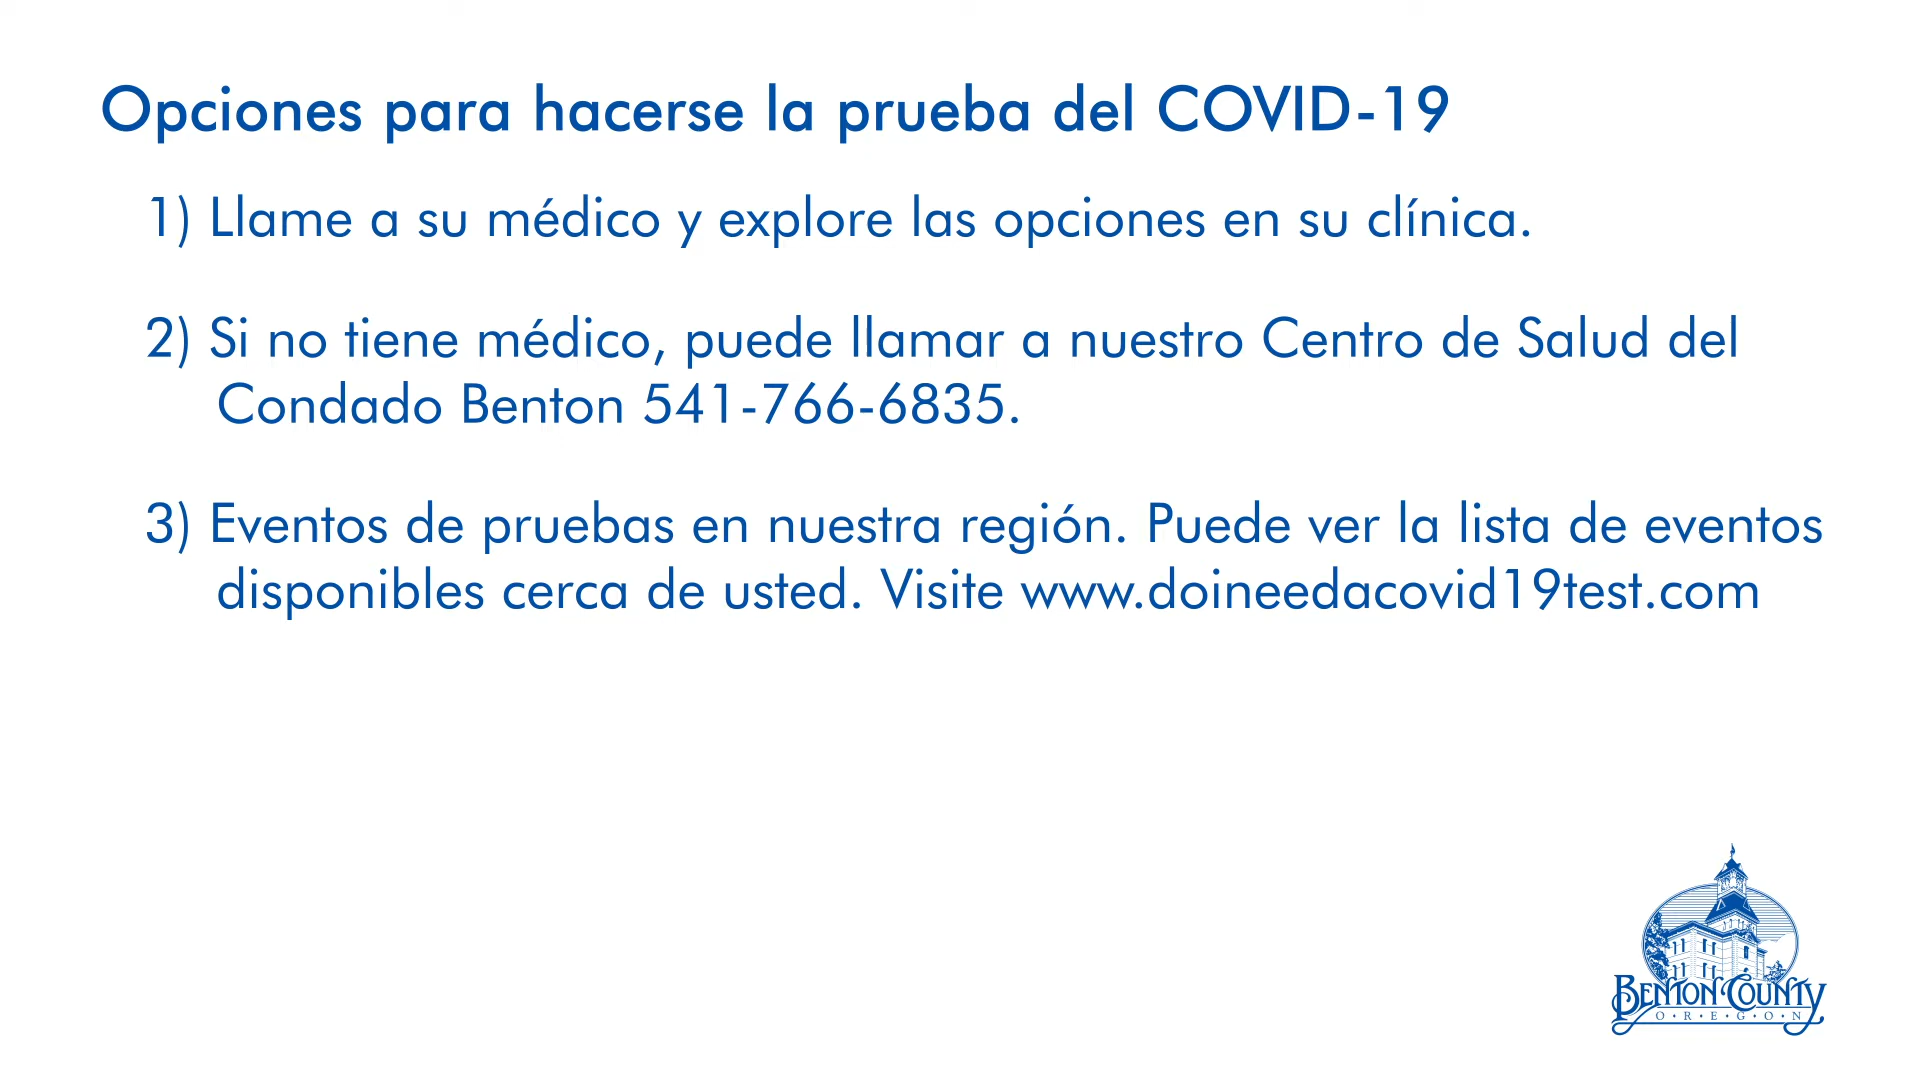 Opciones para hacerse la prueba del COVID-19
1) Llame a su médico y explore las opciones en su clínica.
2) Si no tiene médico, puede llamar a nuestro Centro de Salud del
Condado Benton 541-766-6835.
3) Eventos de pruebas en nuestra región. Puede ver la lista de eventos
disponibles cerca de usted. Visite www.doineedacovid19test.com
BENTON COUNTY
O•R•E•G•O•N